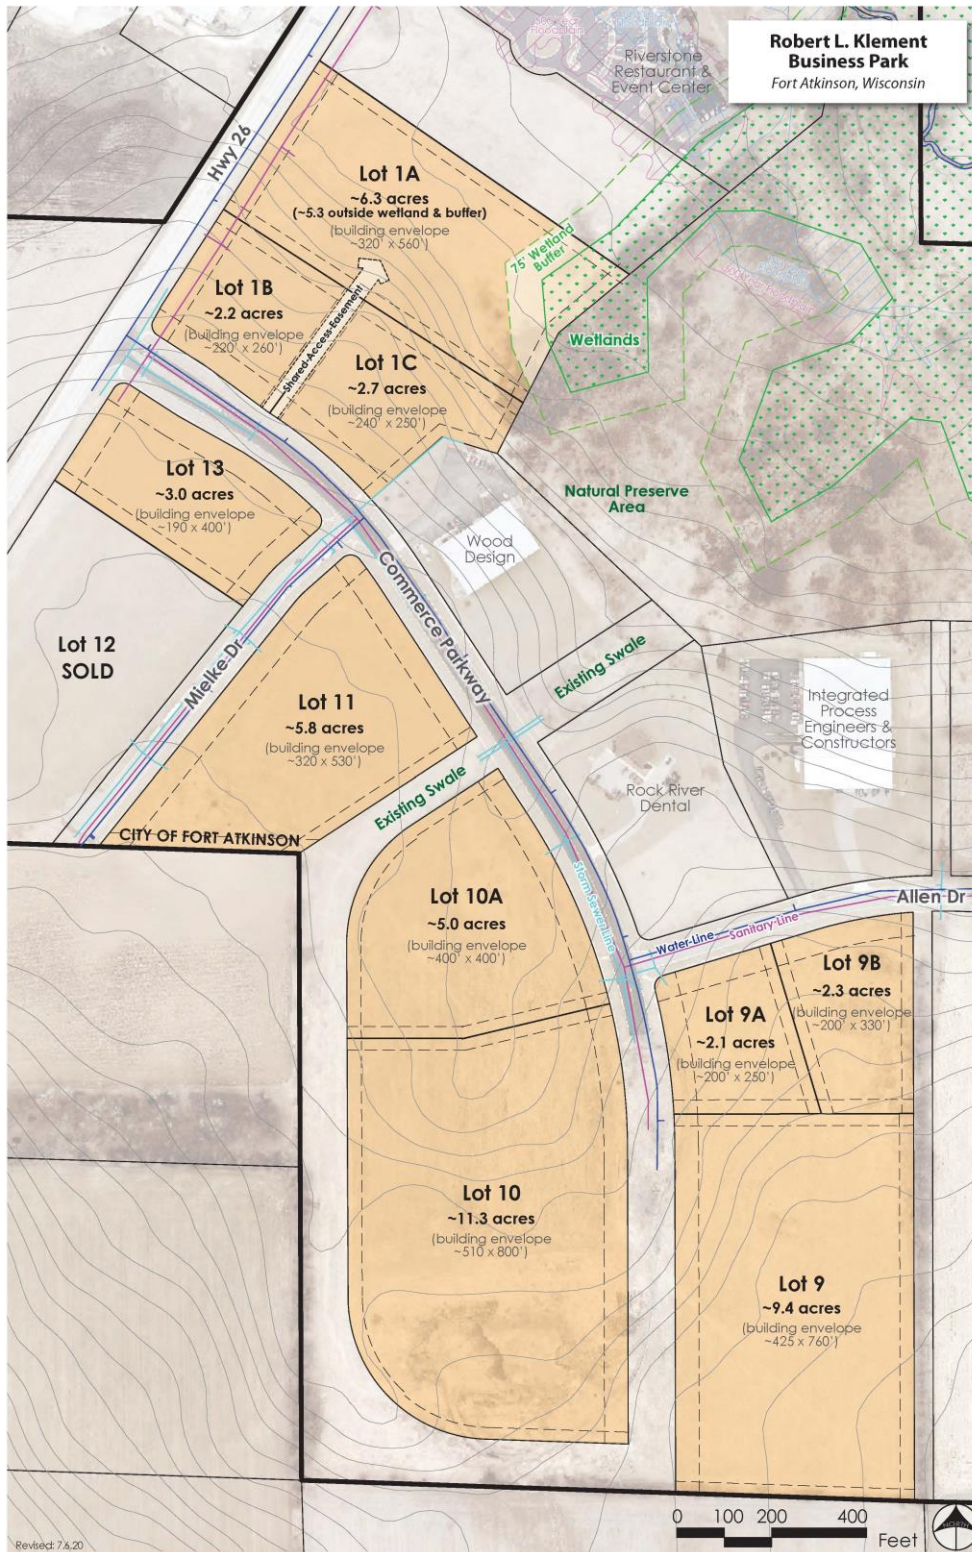 Robert L. Klement
Business Park
Fort Atkinson, Wisconsin
Riverstone
Restaurant &
Event Center
Hwy 26
Lot 1A
~6.3 acres
(~5.3 outside wetland & buffer)
(building envelope
~320' x 560')
75' Wetland
Buffer
Lot 1B
~2.2 acres
(building envelope
~220' x 260')
Shared Access Easement
Wetlands
Lot 1C
~2.7 acres
(building envelope
~240' x 250')
Lot 13
~3.0 acres
(building envelope
~190 x 400')
Natural Preserve
Area
Wood
Design
Commerce Parkway
Lot 12
SOLD
Mielke Dr
Existing Swale
Lot 11
~5.8 acres
(building envelope
~320 x 530')
Integrated
Process
Engineers &
Constructors
Existing Swale
Rock River
Dental
CITY OF FORT ATKINSON
Storm Sewer Line
Lot 10A
~5.0 acres
(building envelope
~400' x 400')
Allen Dr
Water Line
Sanitary Line
Lot 9B
~2.3 acres
(building envelope
~200' x 330')
Lot 9A
~2.1 acres
(building envelope
~200' x 250')
Lot 10
~11.3 acres
(building envelope
~510 x 800')
Lot 9
~9.4 acres
(building envelope
~425 x 760')
0 100 200 400
Feet
NORTH
Revised: 7.6.20